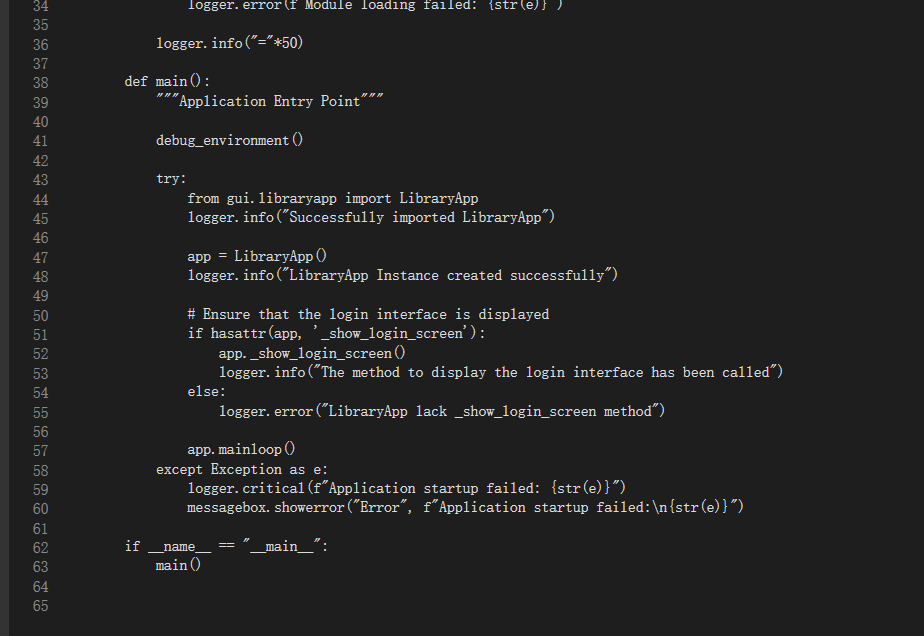 34 logger.error(f"Module loading failed: {str(e)}")
35
36 logger.info("="*50)
37
38 def main():
39 """Application Entry Point"""
40
41 debug_environment()
42
43 try:
44 from gui.libraryapp import LibraryApp
45 logger.info("Successfully imported LibraryApp")
46
47 app = LibraryApp()
48 logger.info("LibraryApp Instance created successfully")
49
50 # Ensure that the login interface is displayed
51 if hasattr(app, '_show_login_screen'):
52 app._show_login_screen()
53 logger.info("The method to display the login interface has been called")
54 else:
55 logger.error("LibraryApp lack _show_login_screen method")
56
57 app.mainloop()
58 except Exception as e:
59 logger.critical(f"Application startup failed: {str(e)}")
60 messagebox.showerror("Error", f"Application startup failed:\n{str(e)}")
61
62 if __name__ == "__main__":
63 main()
64
65